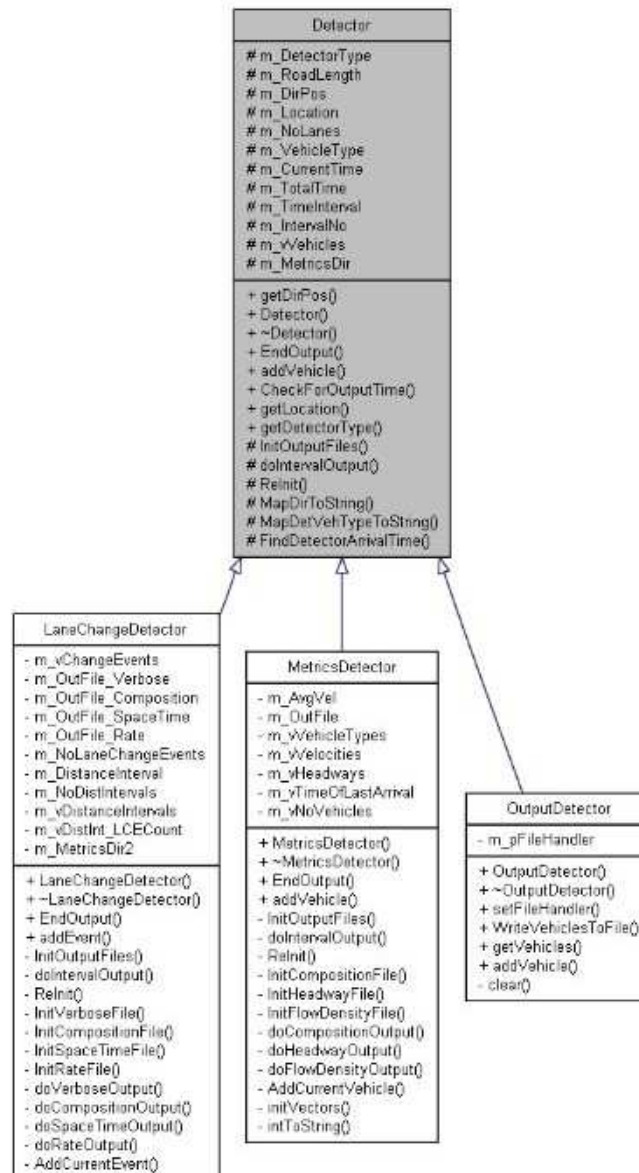 Detector
# m_DetectorType
# m_RoadLength
# m_DirPos
# m_Location
# m_NoLanes
# m_VehicleType
# m_CurrentTime
# m_TotalTime
# m_TimeInterval
# m_IntervalNo
# m_vVehicles
# m_MetricsDir
+ getDirPos()
+ Detector()
+ ~Detector()
+ EndOutput()
+ addVehicle()
+ CheckForOutputTime()
+ getLocation()
+ getDetectorType()
# InitOutputFiles()
# doIntervalOutput()
# ReInit()
# MapDirToString()
# MapDetVehTypeToString()
# FindDetectorArrivalTime()
LaneChangeDetector
- m_vChangeEvents
- m_OutFile_Verbose
- m_OutFile_Composition
- m_OutFile_SpaceTime
- m_OutFile_Rate
- m_NoLaneChangeEvents
- m_DistanceInterval
- m_NoDistIntervals
- m_vDistanceIntervals
- m_vDistInt_LCECount
- m_MetricsDir2
+ LaneChangeDetector()
+ ~LaneChangeDetector()
+ EndOutput()
+ addEvent()
- InitOutputFiles()
- doIntervalOutput()
- ReInit()
- InitVerboseFile()
- InitCompositionFile()
- InitSpaceTimeFile()
- InitRateFile()
- doVerboseOutput()
- doCompositionOutput()
- doSpaceTimeOutput()
- doRateOutput()
- AddCurrentEvent()
MetricsDetector
- m_AvgVel
- m_OutFile
- m_vVehicleTypes
- m_vVelocities
- m_vHeadways
- m_vTimeOfLastArrival
- m_vNoVehicles
+ MetricsDetector()
+ ~MetricsDetector()
+ EndOutput()
+ addVehicle()
- InitOutputFiles()
- doIntervalOutput()
- ReInit()
- InitCompositionFile()
- InitHeadwayFile()
- InitFlowDensityFile()
- doCompositionOutput()
- doHeadwayOutput()
- doFlowDensityOutput()
- AddCurrentVehicle()
- initVectors()
- intToString()
OutputDetector
- m_pFileHandler
+ OutputDetector()
+ ~OutputDetector()
+ setFileHandler()
+ WriteVehiclesToFile()
+ getVehicles()
+ addVehicle()
- clear()